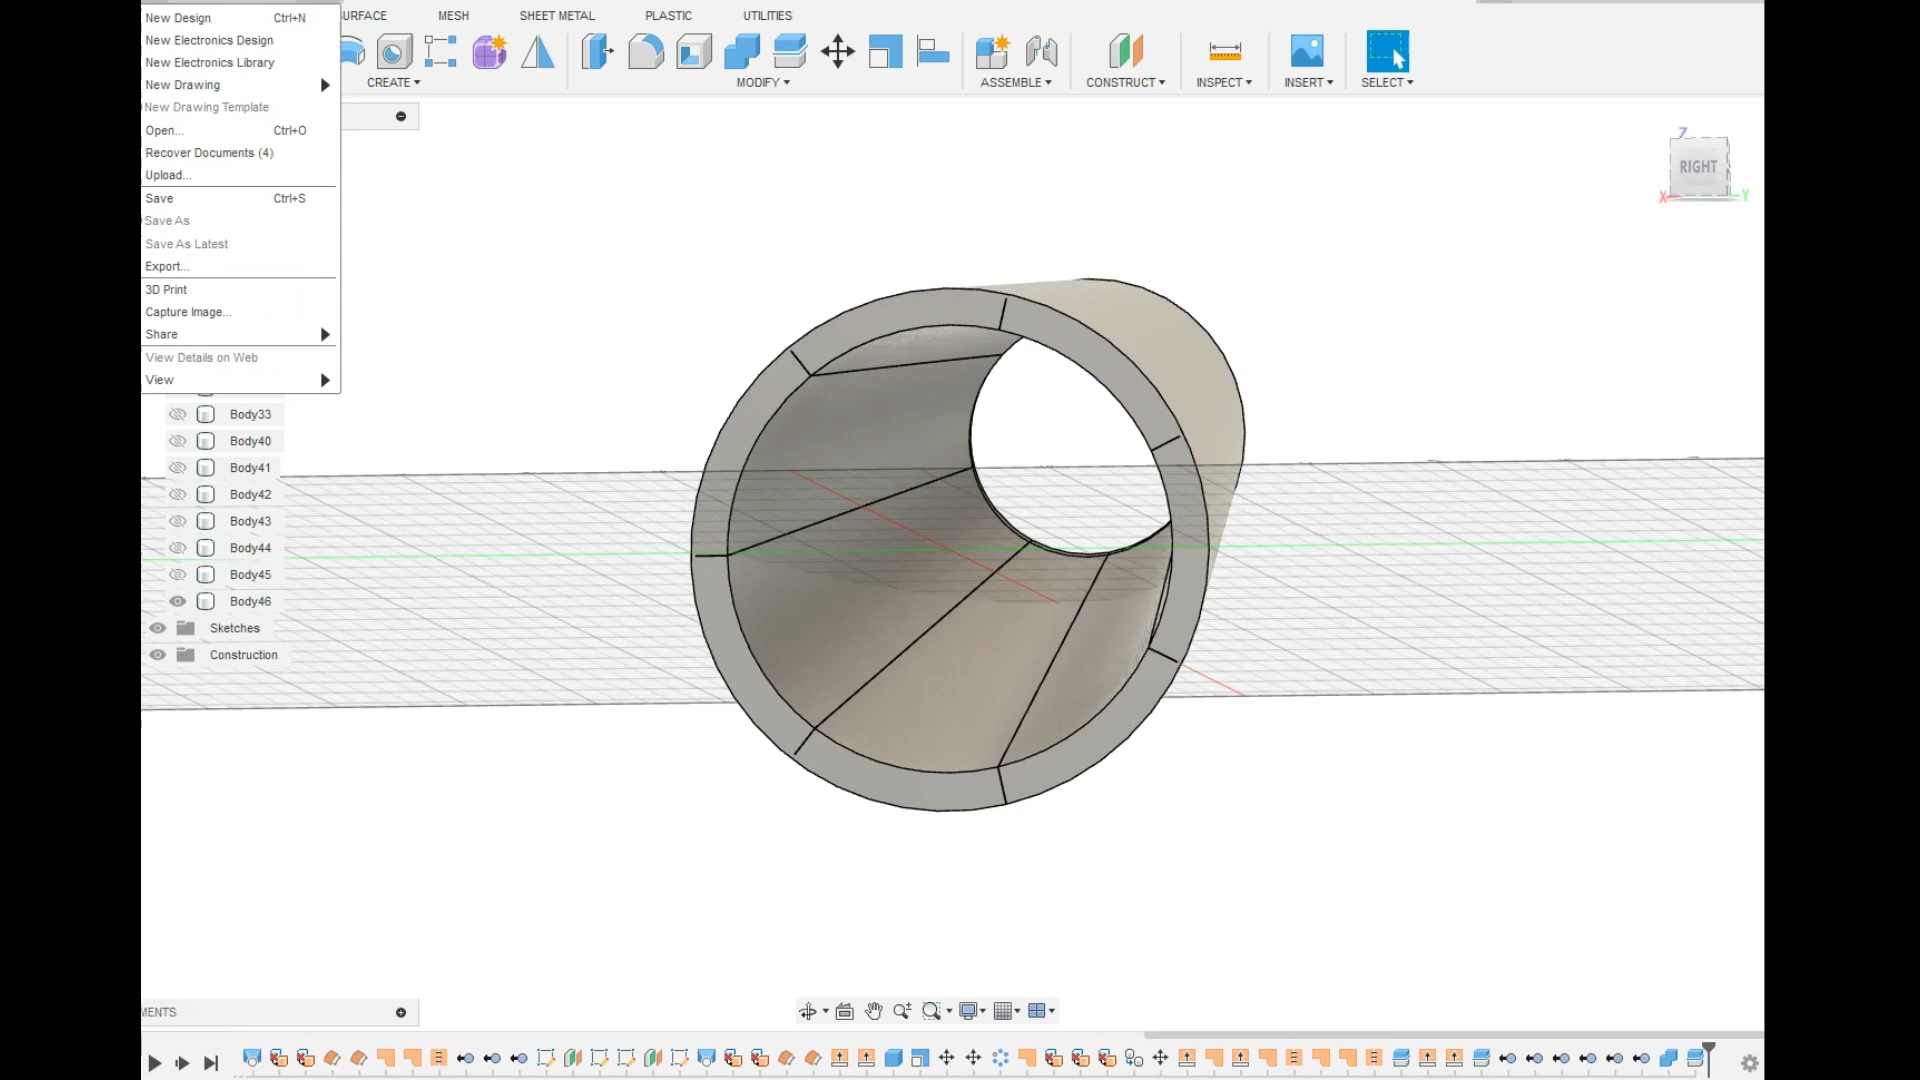 New Design Ctrl+N
New Electronics Design
New Electronics Library
New Drawing
New Drawing Template
Open... Ctrl+O
Recover Documents (4)
Upload...
Save Ctrl+S
Save As
Save As Latest
Export...
3D Print
Capture Image...
Share
View Details on Web
View
URFACE MESH SHEET METAL PLASTIC UTILITIES
CREATE MODIFY ASSEMBLE CONSTRUCT INSPECT INSERT SELECT
Z
RIGHT
X Y
Body33
Body40
Body41
Body42
Body43
Body44
Body45
Body46
Sketches
Construction
MENTS